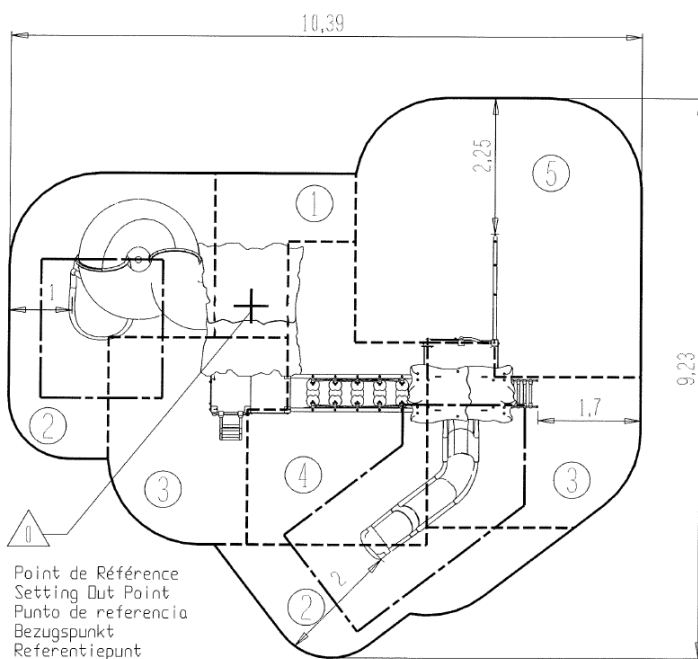 10,39
2,25
5
1
1
9,23
1,7
2
3
4
3
0
2
2
Point de Référence
Setting Out Point
Punto de referencia
Bezugspunkt
Referentiepunt